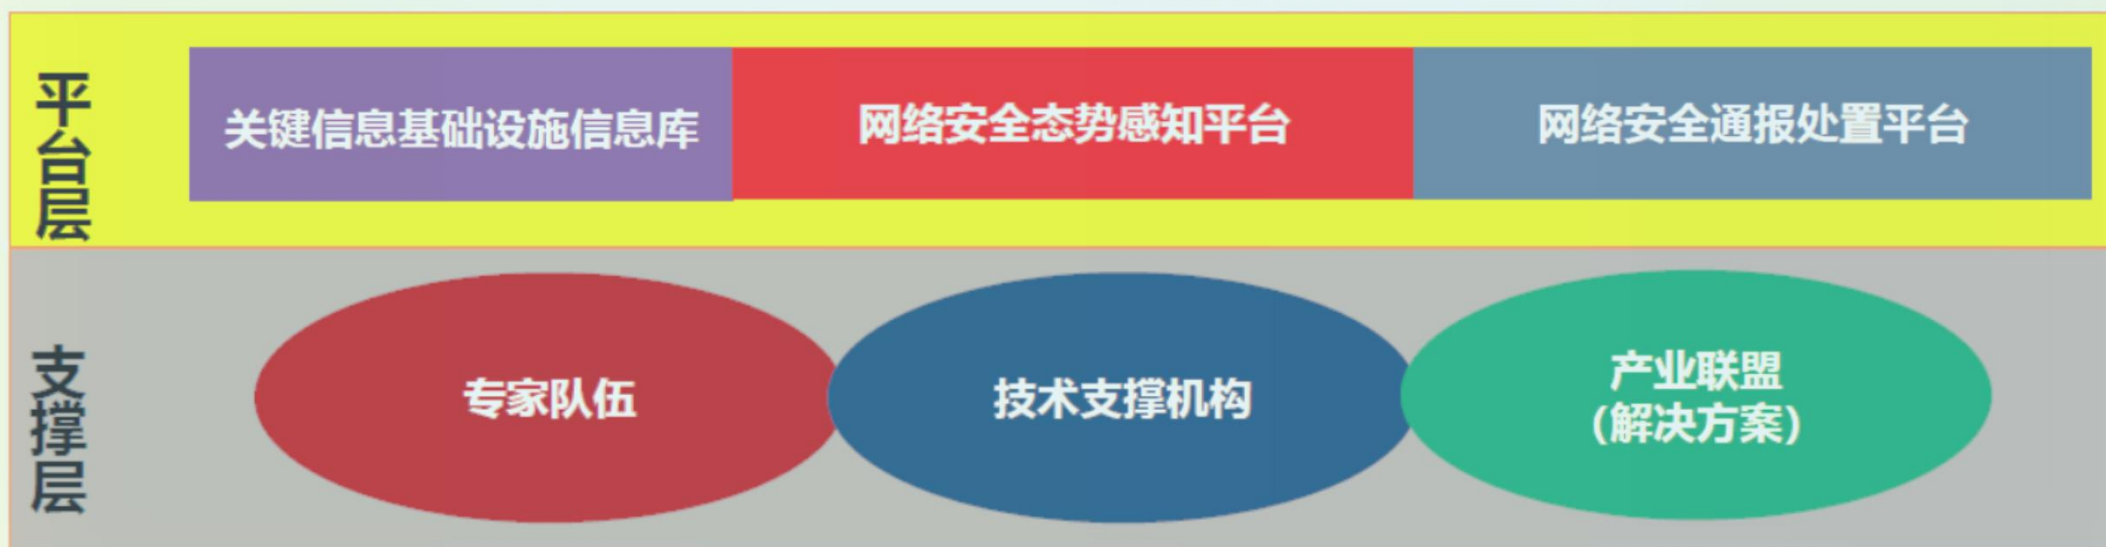 平台层
关键信息基础设施信息库
网络安全态势感知平台
网络安全通报处置平台
支撑层
专家队伍
技术支撑机构
产业联盟
(解决方案)